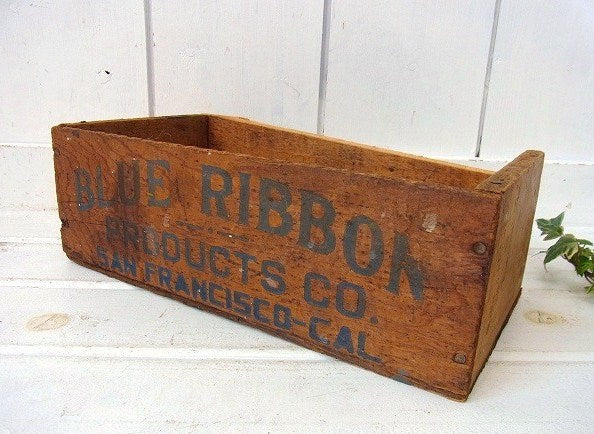 BLUE RIBBON
PRODUCTS CO.
SAN FRANCISCO-CAL